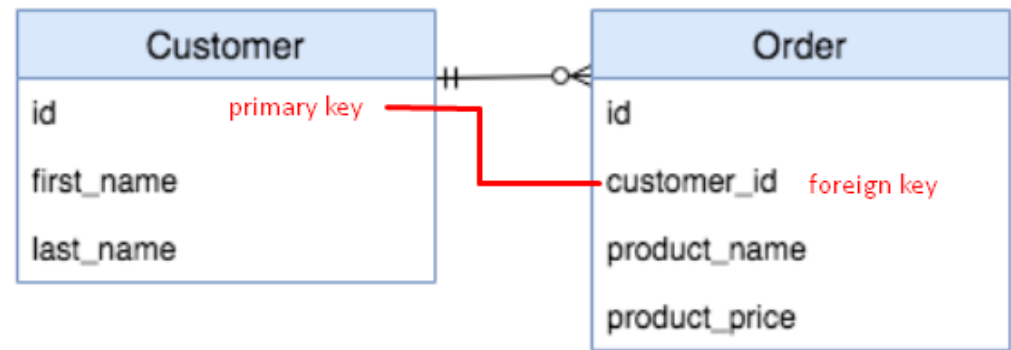 Customer
id primary key
first_name
last_name
Order
id
customer_id foreign key
product_name
product_price